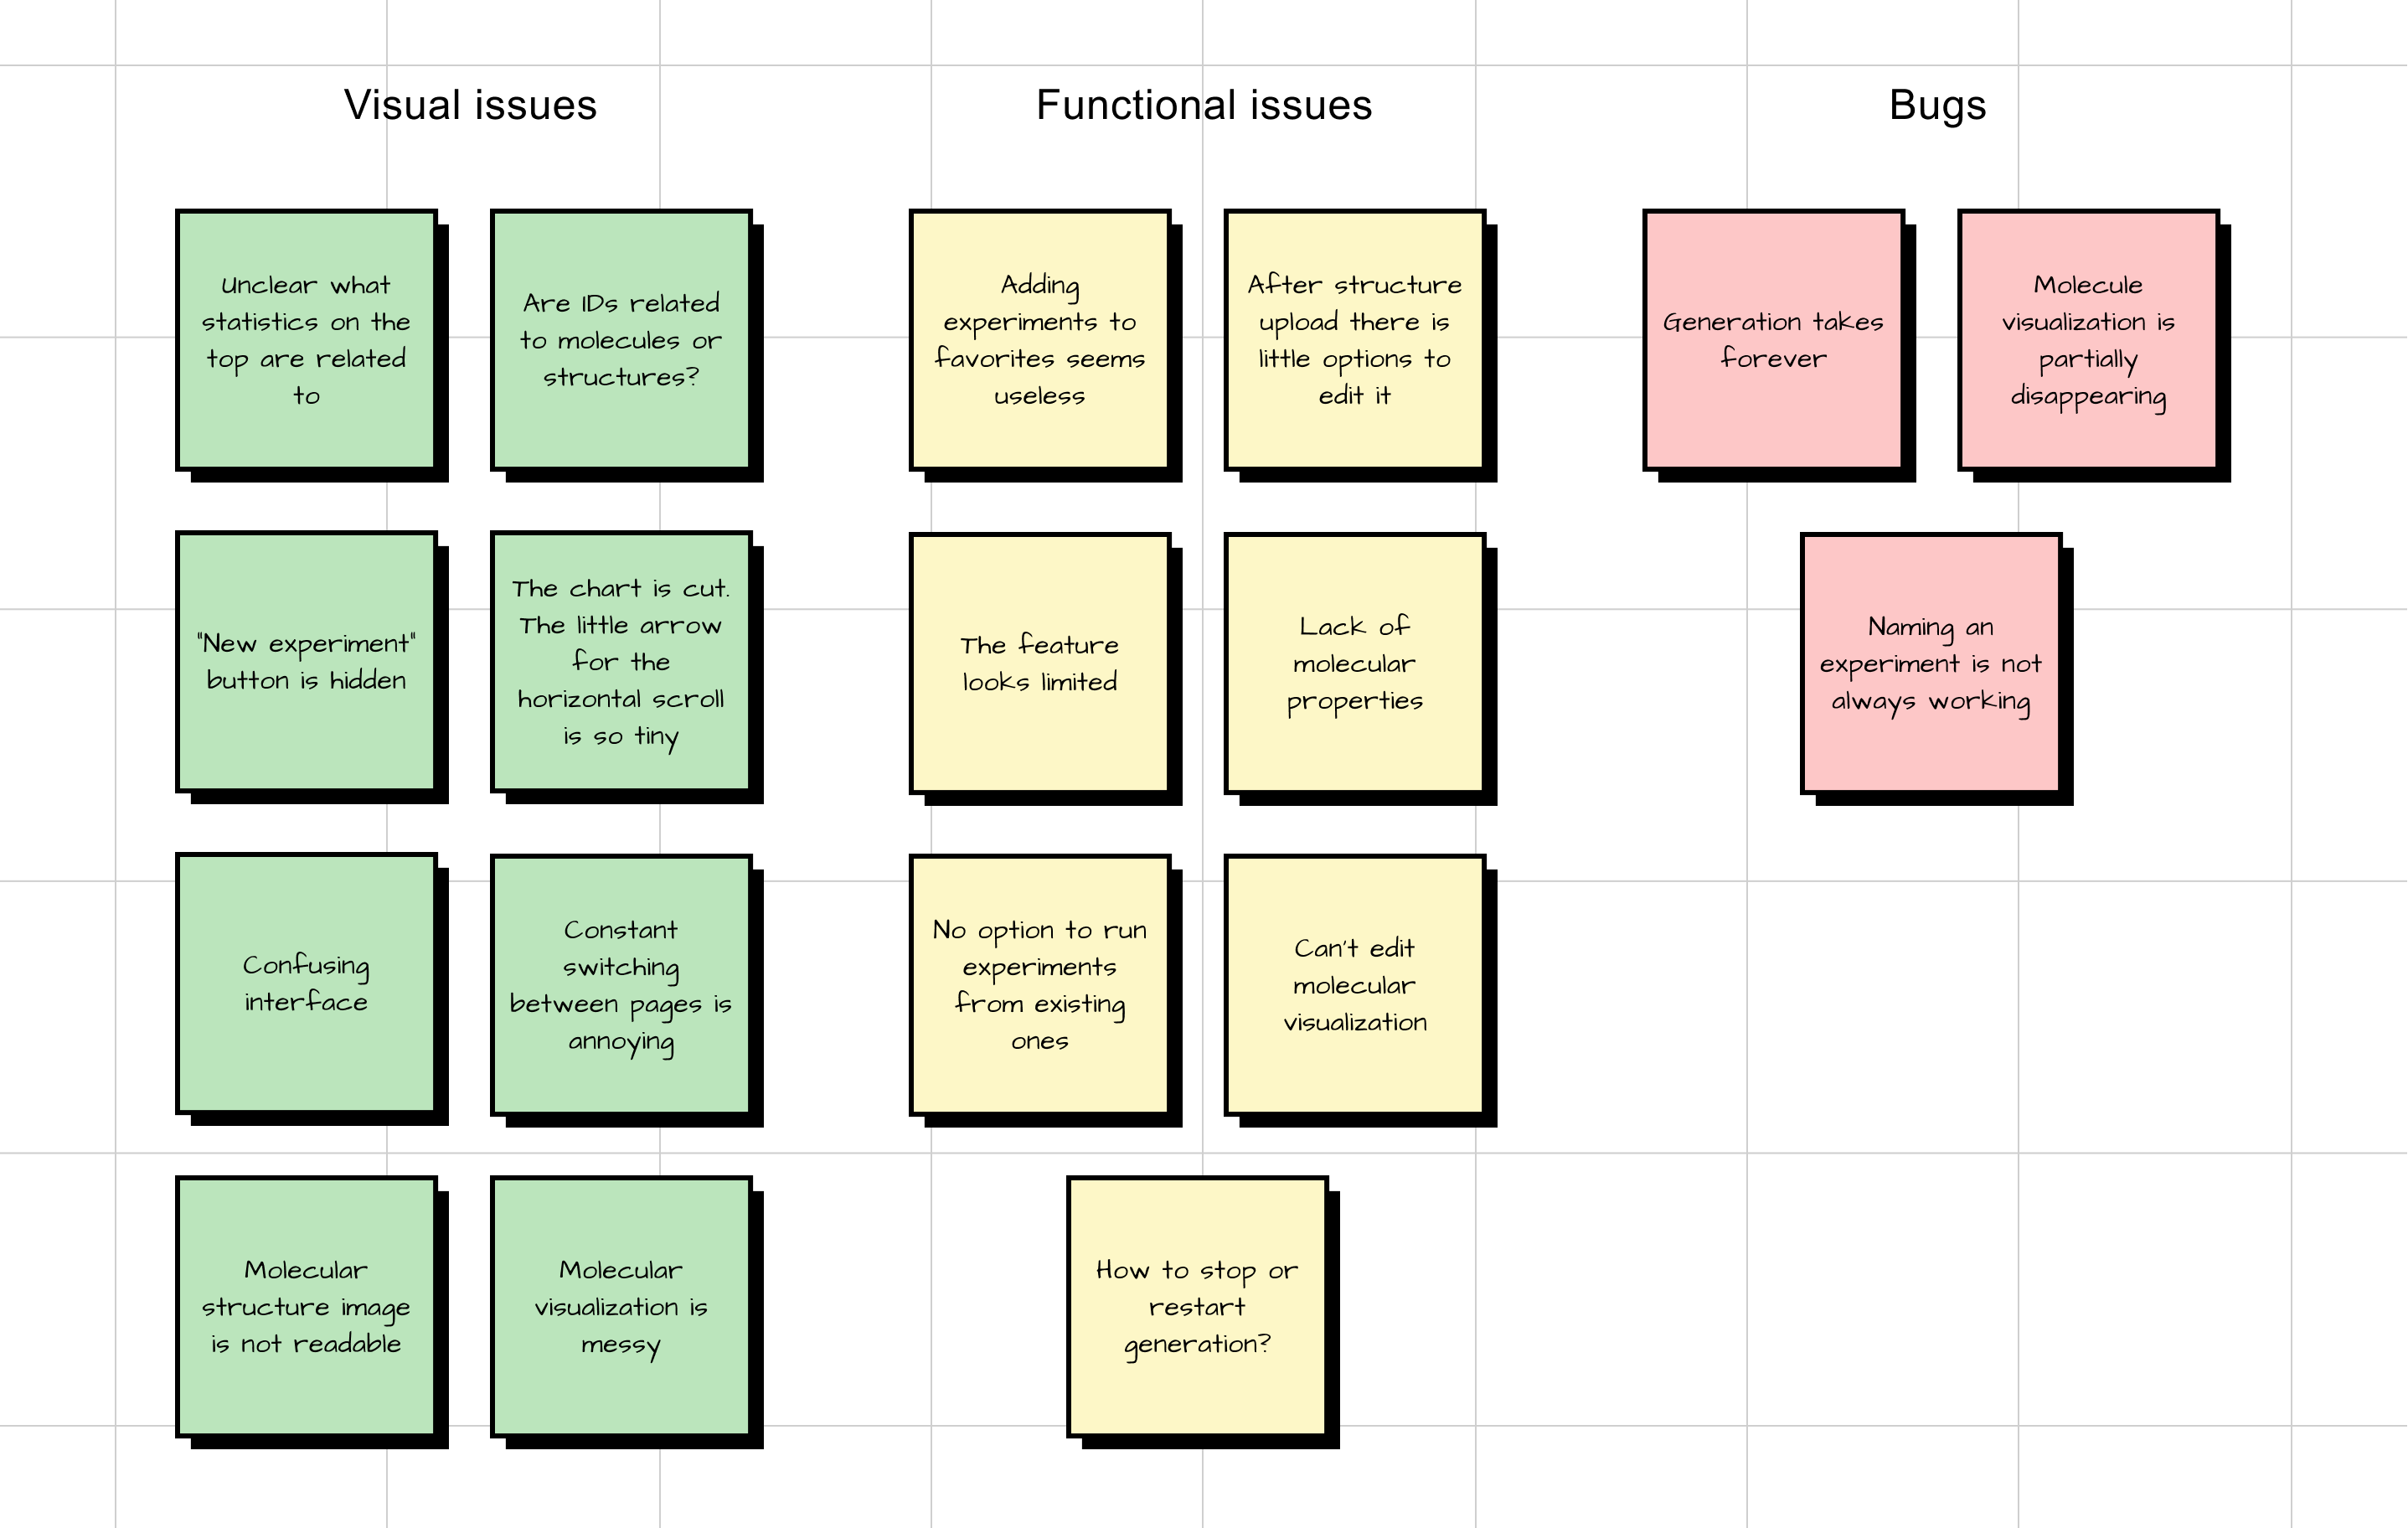 Visual issues
Functional issues
Bugs
Unclear what
statistics on the
top are related
to
Are IDs related
to molecules or
structures?
Adding
experiments to
favorites seems
useless
After structure
upload there is
little options to
edit it
Generation takes
forever
Molecule
visualization is
partially
disappearing
"New experiment"
button is hidden
The chart is cut.
The little arrow
for the
horizontal scroll
is so tiny
The feature
looks limited
Lack of
molecular
properties
Naming an
experiment is not
always working
Confusing
interface
Constant
switching
between pages is
annoying
No option to run
experiments
from existing
ones
Can't edit
molecular
visualization
Molecular
structure image
is not readable
Molecular
visualization is
messy
How to stop or
restart
generation?